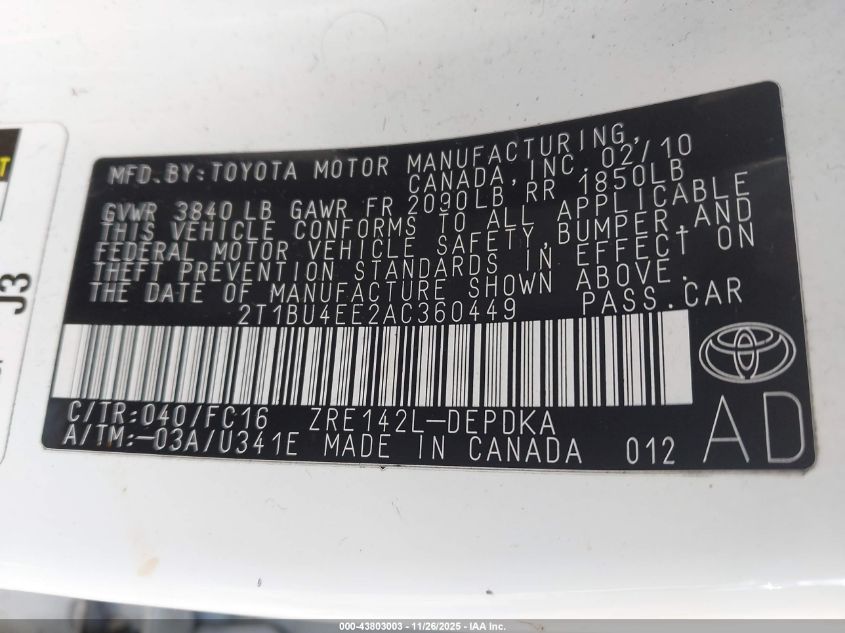 MFD.BY:TOYOTA MOTOR MANUFACTURING,
CANADA,INC. 02/10
GVWR 3840 LB GAWR FR 2090LB RR 1850LB
THIS VEHICLE CONFORMS TO ALL APPLICABLE
FEDERAL MOTOR VEHICLE SAFETY,BUMPER,AND
THEFT PREVENTION STANDARDS IN EFFECT ON
THE DATE OF MANUFACTURE SHOWN ABOVE.
2T1BU4EE2AC360449 PASS.CAR
C/TR:040/FC16 ZRE142L-DEPDKA
A/TM:-03A/U341E MADE IN CANADA 012
AD
J3
000-43803003 - 11/26/2025 - IAA Inc.